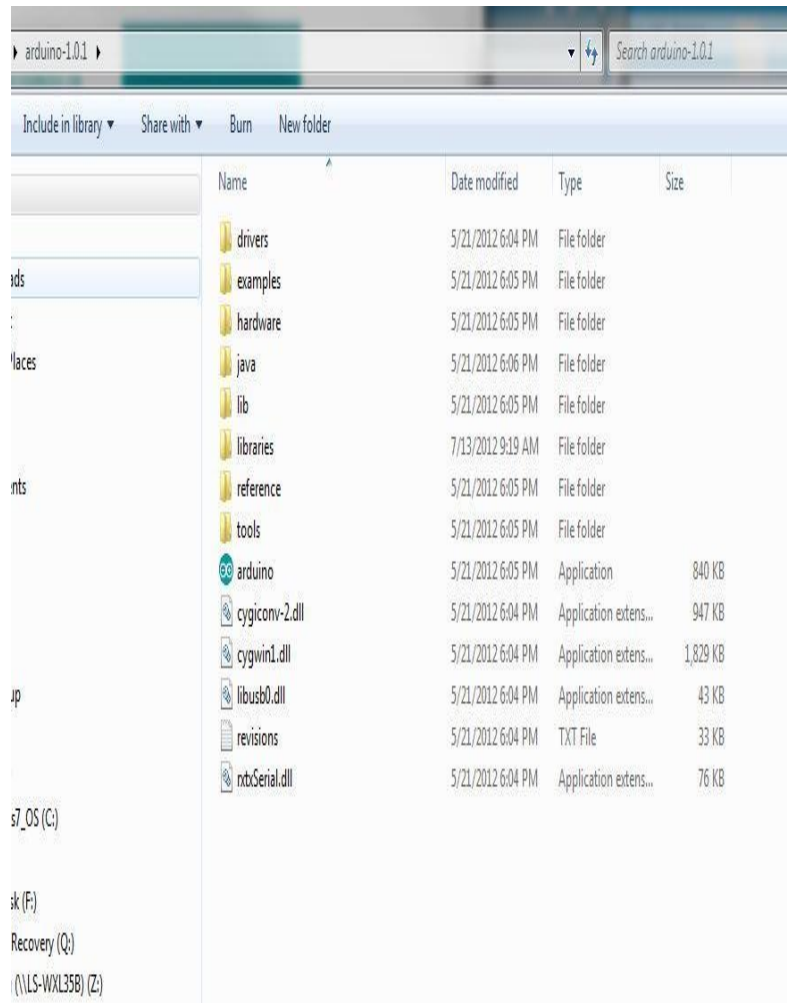 arduino-1.0.1
Search arduino-1.0.1
Include in library Share with Burn New folder
Name Date modified Type Size
drivers 5/21/2012 6:04 PM File folder
examples 5/21/2012 6:05 PM File folder
hardware 5/21/2012 6:05 PM File folder
java 5/21/2012 6:06 PM File folder
lib 5/21/2012 6:05 PM File folder
libraries 7/13/2012 9:19 AM File folder
reference 5/21/2012 6:05 PM File folder
tools 5/21/2012 6:05 PM File folder
arduino 5/21/2012 6:05 PM Application 840 KB
cygiconv-2.dll 5/21/2012 6:04 PM Application extens... 947 KB
cygwin1.dll 5/21/2012 6:04 PM Application extens... 1,829 KB
libusb0.dll 5/21/2012 6:04 PM Application extens... 43 KB
revisions 5/21/2012 6:04 PM TXT File 33 KB
rxtxSerial.dll 5/21/2012 6:04 PM Application extens... 76 KB
ads
Places
ents
up
s7_OS (C:)
sk (F:)
Recovery (Q:)
(\\LS-WXL35B) (Z:)